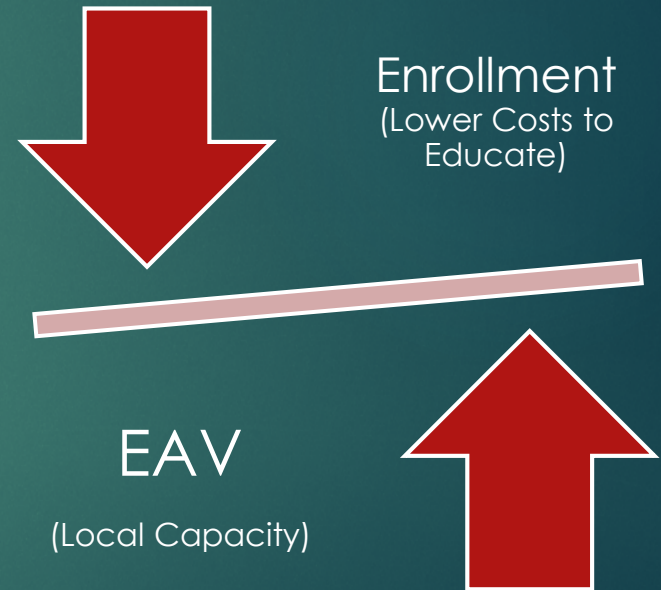 Enrollment
(Lower Costs to
Educate)
EAV
(Local Capacity)